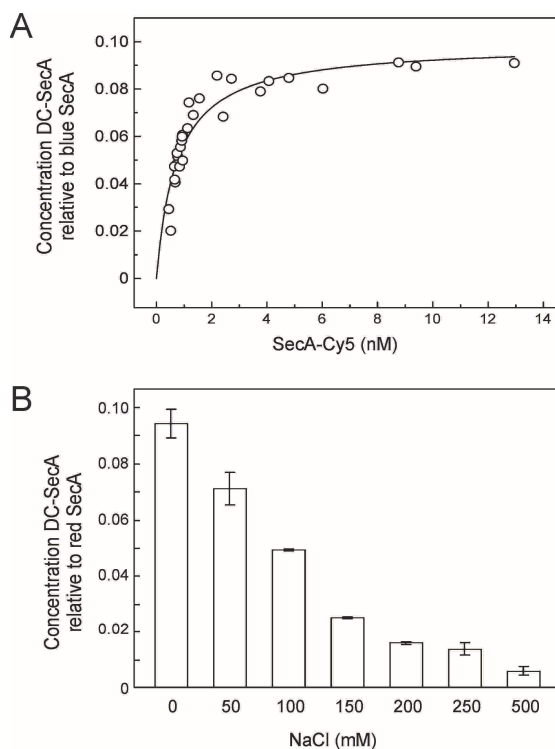 A
Concentration DC-SecA
relative to blue SecA
0.10
0.08
0.06
0.04
0.02
0
0 2 4 6 8 10 12 14
SecA-Cy5 (nM)
B
Concentration DC-SecA
relative to red SecA
0.10
0.08
0.06
0.04
0.02
0
0 50 100 150 200 250 500
NaCl (mM)